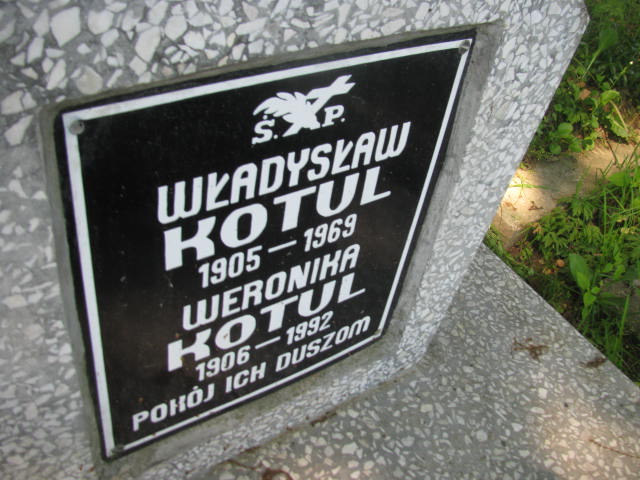 Ś. P.
WŁADYSŁAW
KOTUL
1905 — 1969
WERONIKA
KOTUL
1906 — 1992
POKÓJ ICH DUSZOM